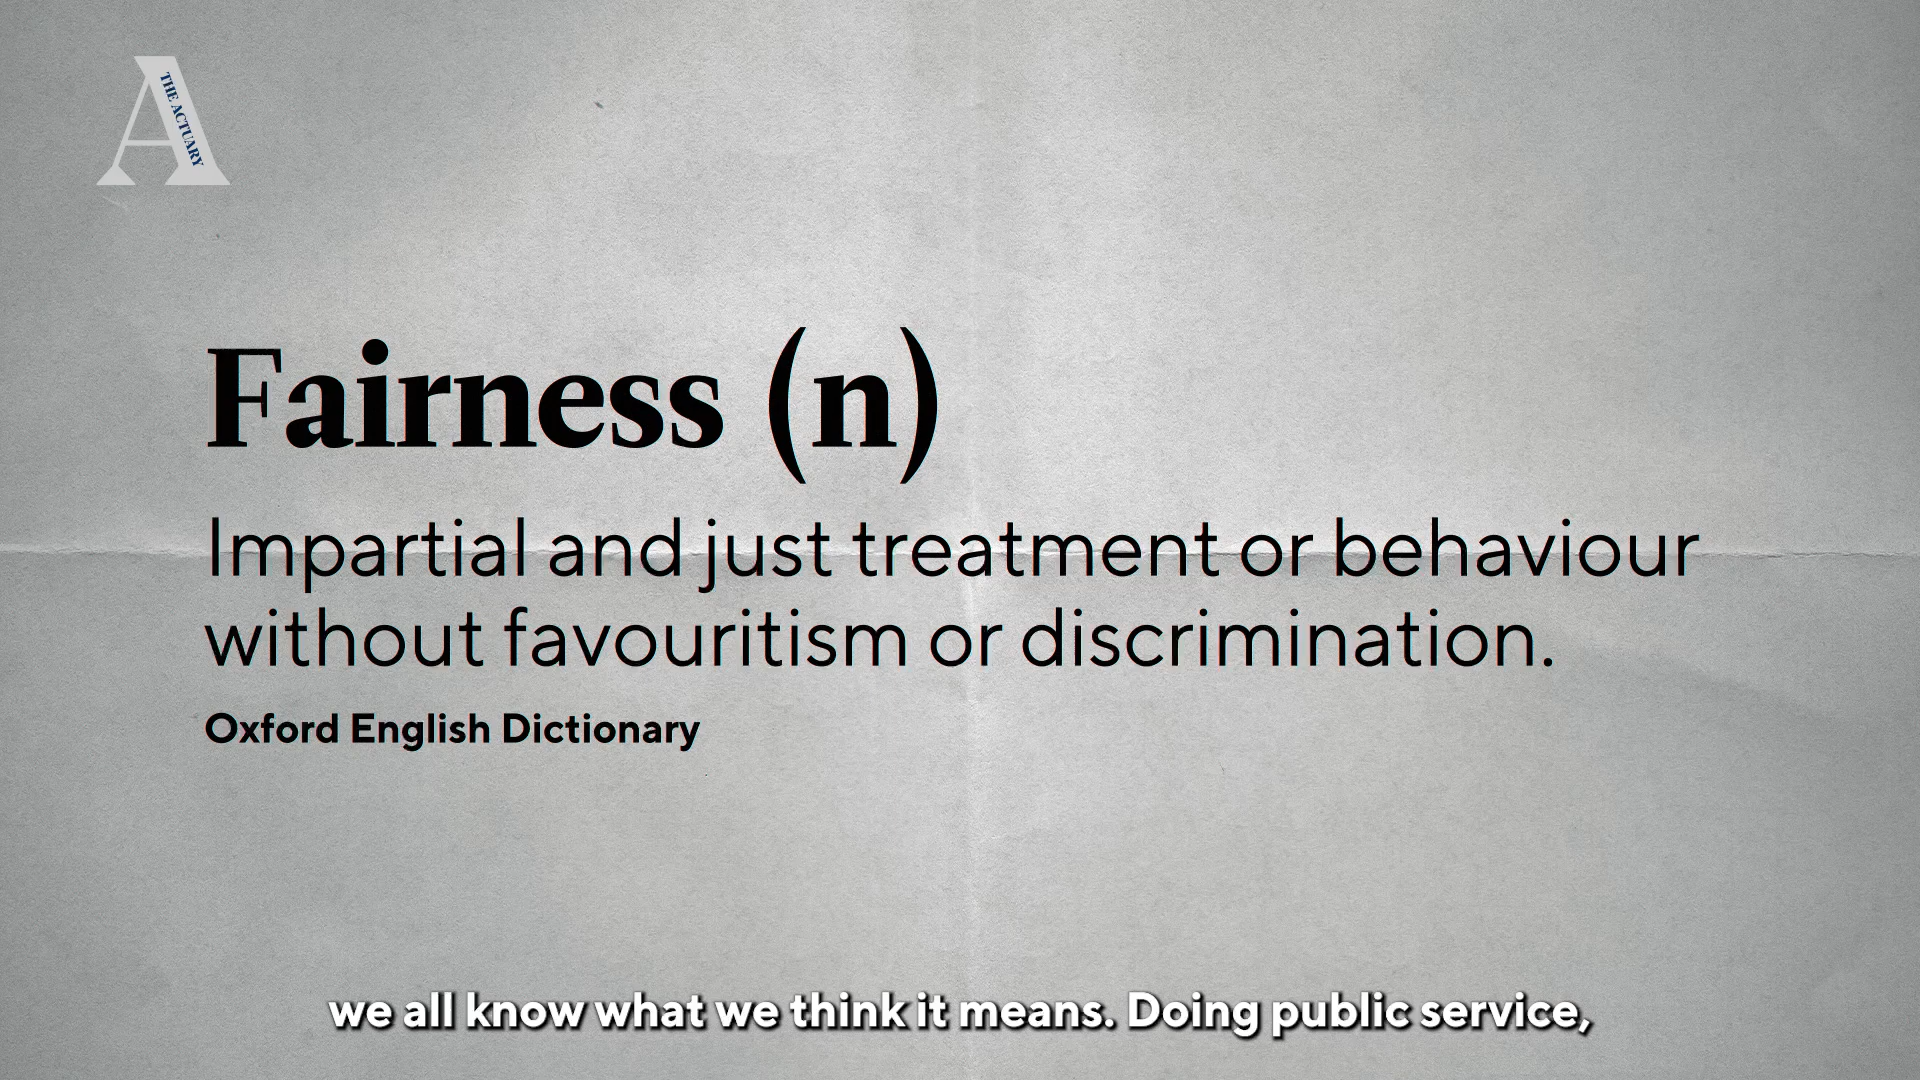 THE ACTUARY
Fairness (n)
Impartial and just treatment or behaviour
without favouritism or discrimination.
Oxford English Dictionary
we all know what we think it means. Doing public service,